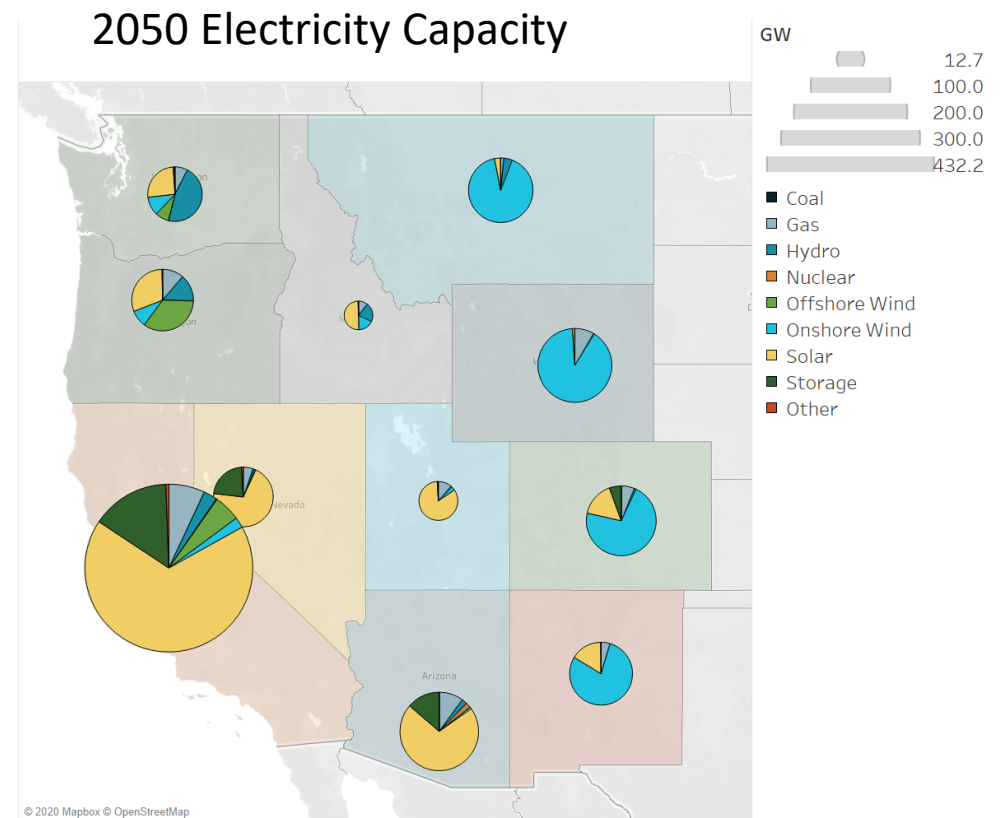 2050 Electricity Capacity
GW
12.7
100.0
200.0
300.0
432.2
Coal
Gas
Hydro
Nuclear
Offshore Wind
Onshore Wind
Solar
Storage
Other
Nevada
Arizona
© 2020 Mapbox © OpenStreetMap